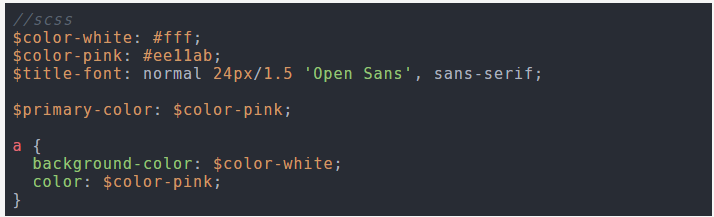 //scss
$color-white: #fff;
$color-pink: #ee11ab;
$title-font: normal 24px/1.5 'Open Sans', sans-serif;
$primary-color: $color-pink;
a {
  background-color: $color-white;
  color: $color-pink;
}